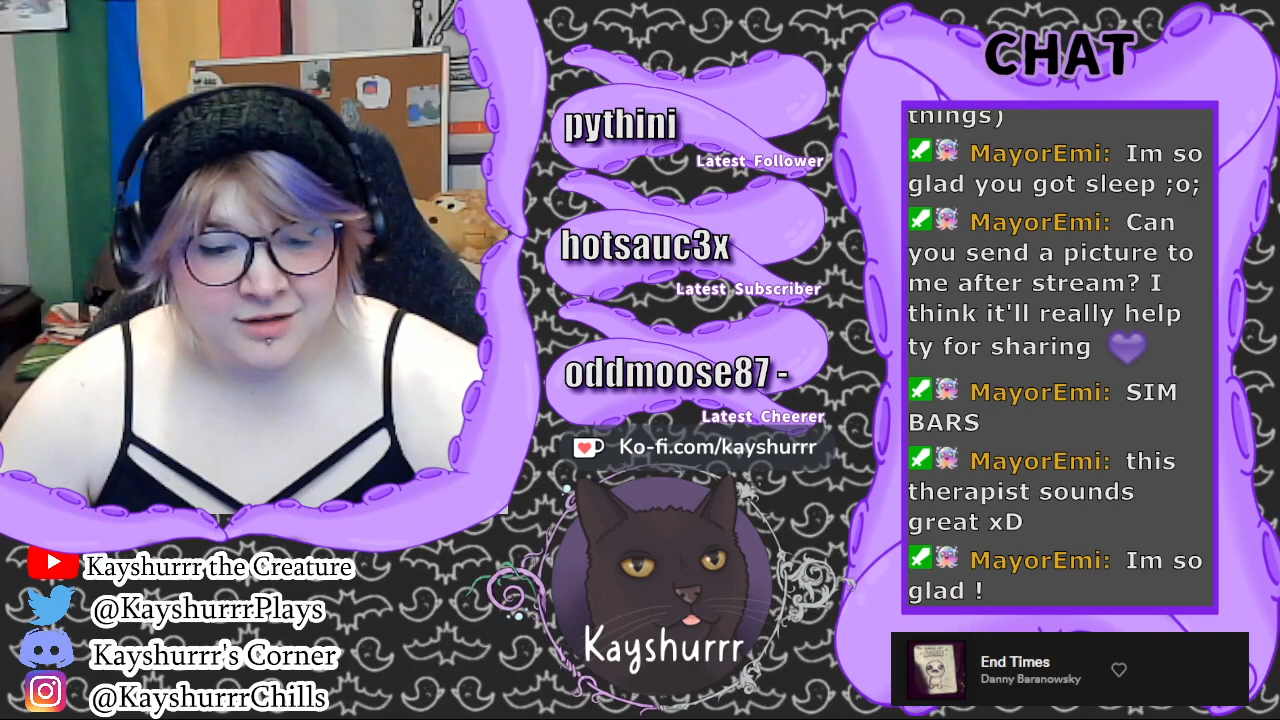 CHAT
things)
MayorEmi: Im so
glad you got sleep ;o;
MayorEmi: Can
you send a picture to
me after stream? I
think it'll really help
ty for sharing
MayorEmi: SIM
BARS
MayorEmi: this
therapist sounds
great xD
MayorEmi: Im so
glad !
pythini
Latest Follower
hotsauc3x
Latest Subscriber
oddmoose87 -
Latest Cheerer
Ko-fi.com/kayshurrr
Kayshurrr
Kayshurrr the Creature
@KayshurrrPlays
Kayshurrr's Corner
@KayshurrrChills
End Times
Danny Baranowsky